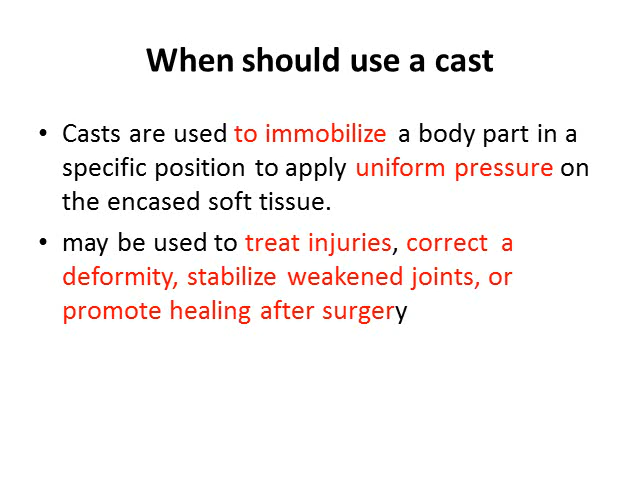 When should use a cast
• Casts are used to immobilize a body part in a
specific position to apply uniform pressure on
the encased soft tissue.
• may be used to treat injuries, correct a
deformity, stabilize weakened joints, or
promote healing after surgery